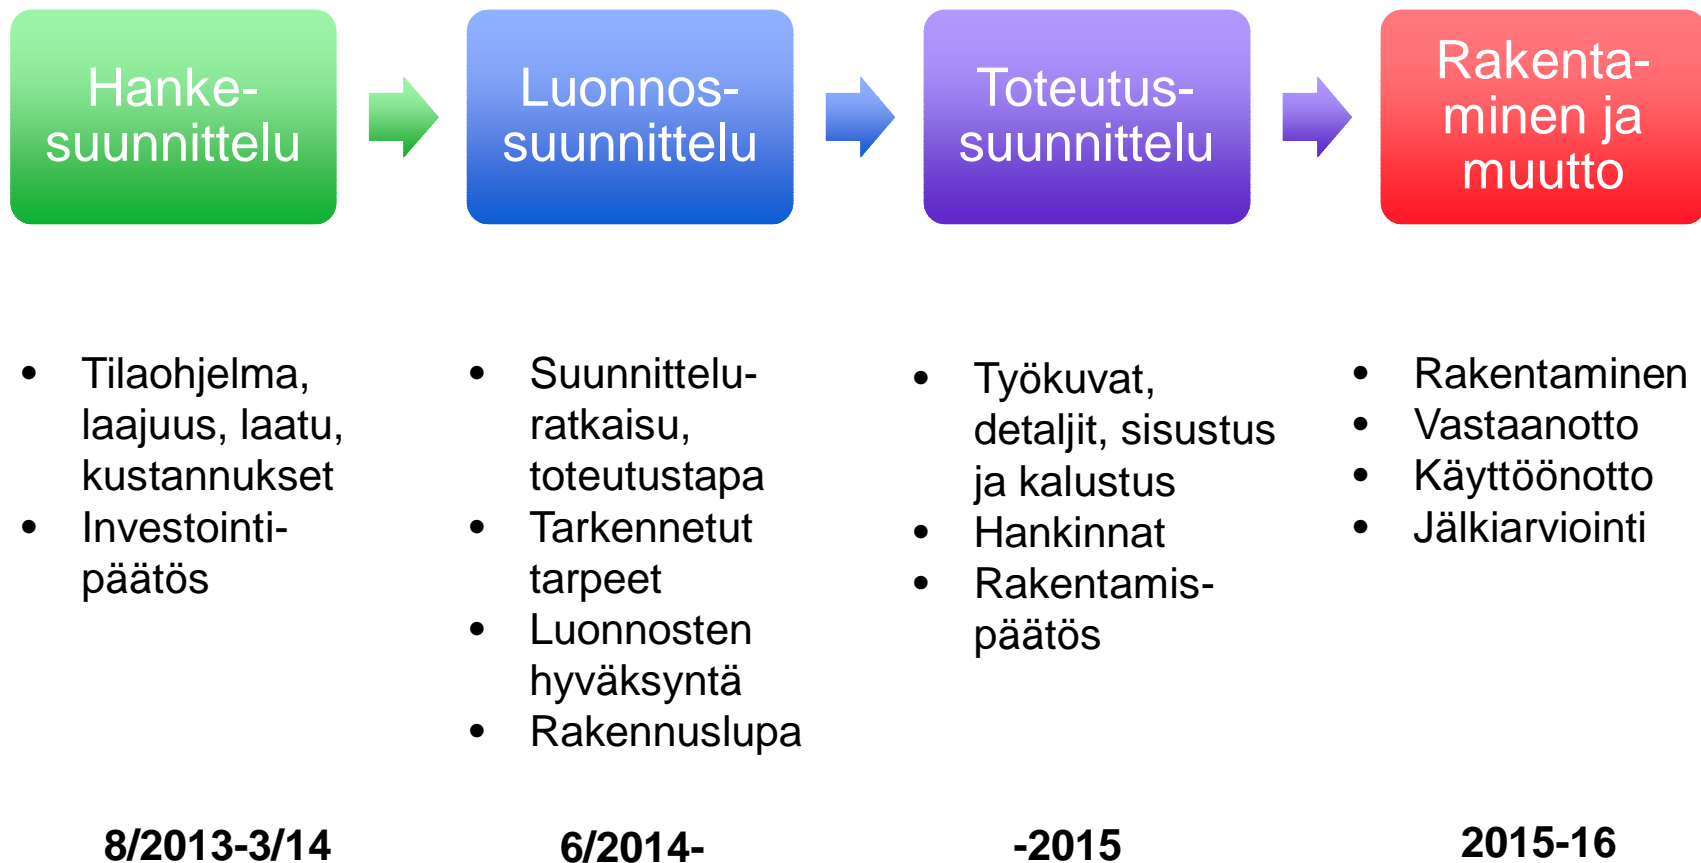 Hanke-
suunnittelu
Luonnos-
suunnittelu
Toteutus-
suunnittelu
Rakenta-
minen ja
muutto
• Tilaohjelma,
laajuus, laatu,
kustannukset
• Investointi-
päätös
• Suunnittelu-
ratkaisu,
toteutustapa
• Tarkennetut
tarpeet
• Luonnosten
hyväksyntä
• Rakennuslupa
• Työkuvat,
detaljit, sisustus
ja kalustus
• Hankinnat
• Rakentamis-
päätös
• Rakentaminen
• Vastaanotto
• Käyttöönotto
• Jälkiarviointi
8/2013-3/14
6/2014-
-2015
2015-16